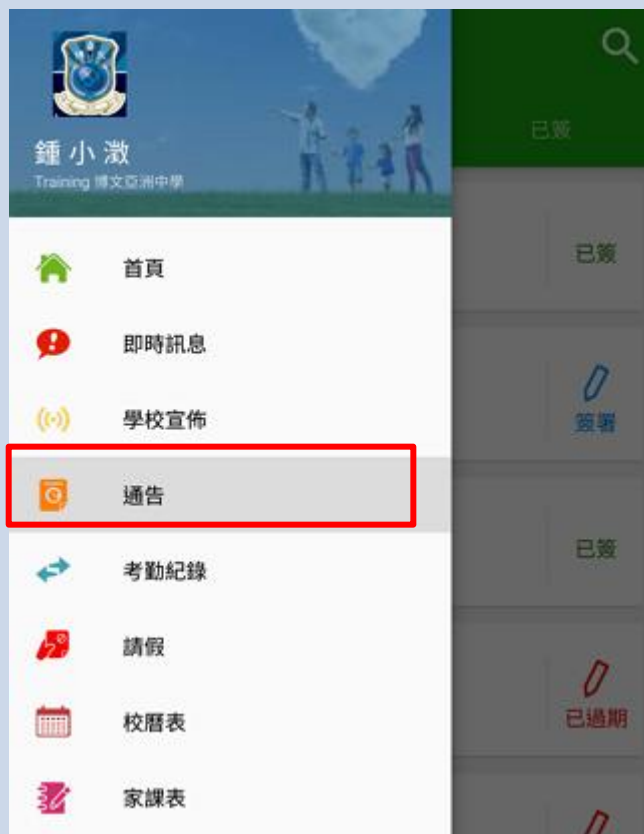 鍾小澂
Training 博文亞洲中學
已簽
首頁
已簽
即時訊息
學校宣佈
簽署
通告
考勤紀錄
已簽
請假
校曆表
已過期
家課表